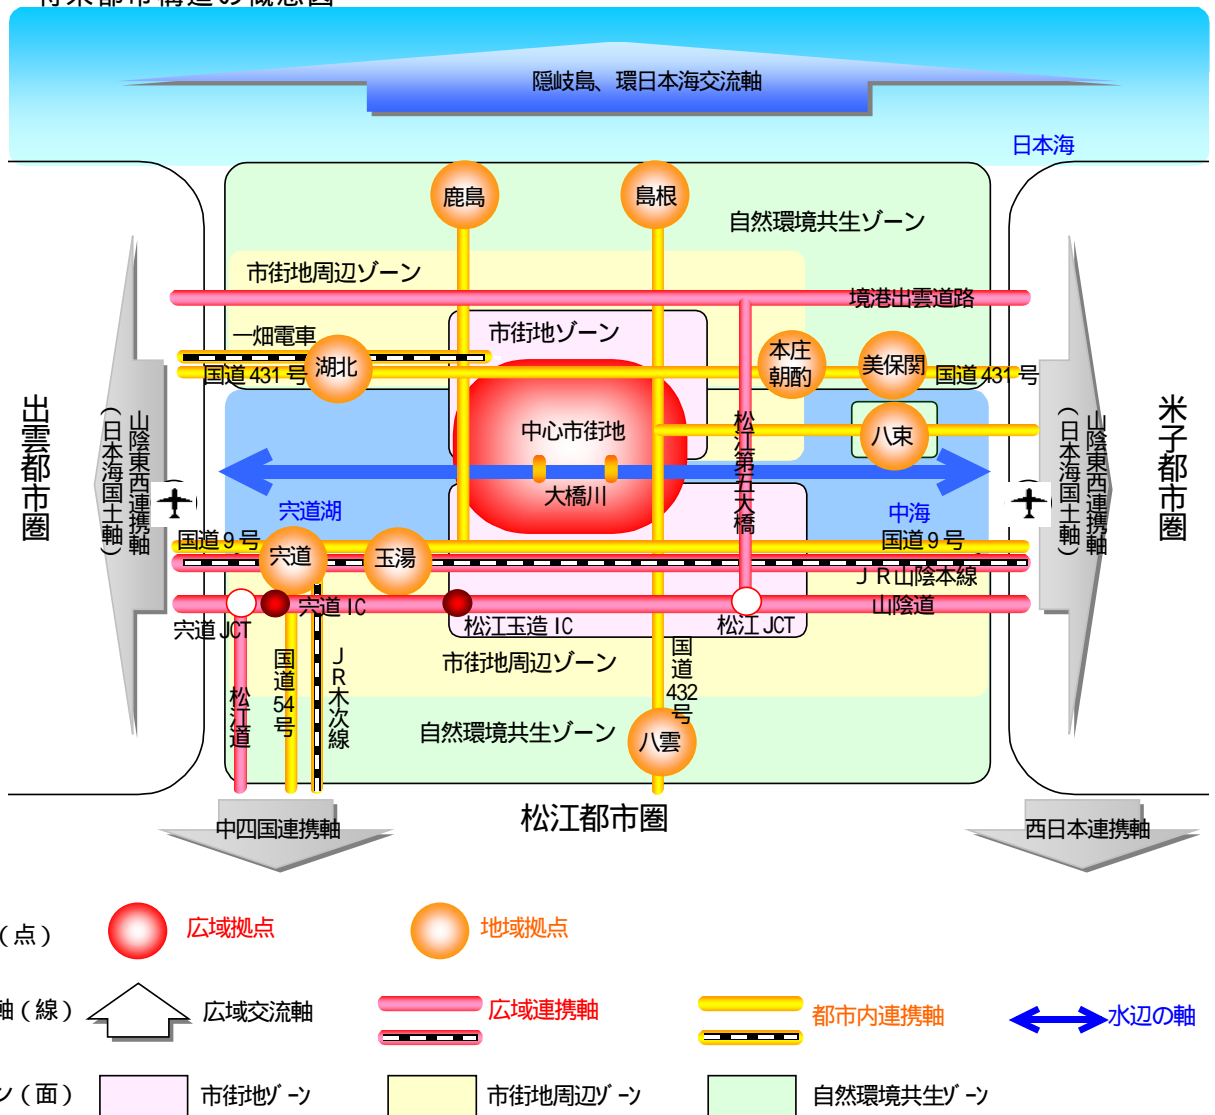 将来都市構造の概念図
隠岐島、環日本海交流軸
日本海
鹿島
島根
自然環境共生ゾーン
市街地周辺ゾーン
境港出雲道路
市街地ゾーン
一畑電車
湖北
本庄
朝酌
美保関
国道431号
国道431号
出雲都市圏
山陰東西連携軸
(日本海国土軸)
中心市街地
松江第五大橋
八束
山陰東西連携軸
(日本海国土軸)
米子都市圏
大橋川
宍道湖
中海
国道9号
国道9号
宍道
玉湯
JR山陰本線
宍道IC
山陰道
宍道JCT
松江玉造IC
松江JCT
市街地周辺ゾーン
国道432号
松江道
国道54号
JR木次線
自然環境共生ゾーン
八雲
松江都市圏
中四国連携軸
西日本連携軸
(点)
広域拠点
地域拠点
軸(線)
広域交流軸
広域連携軸
都市内連携軸
水辺の軸
ン(面)
市街地ゾーン
市街地周辺ゾーン
自然環境共生ゾーン